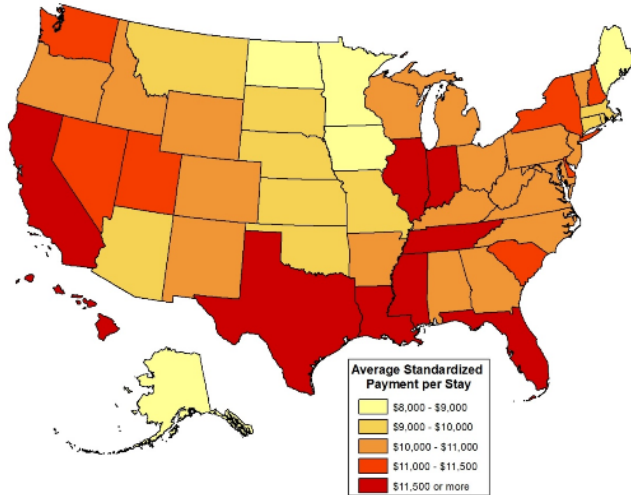 Average Standardized
Payment per Stay
$8,000 - $9,000
$9,000 - $10,000
$10,000 - $11,000
$11,000 - $11,500
$11,500 or more